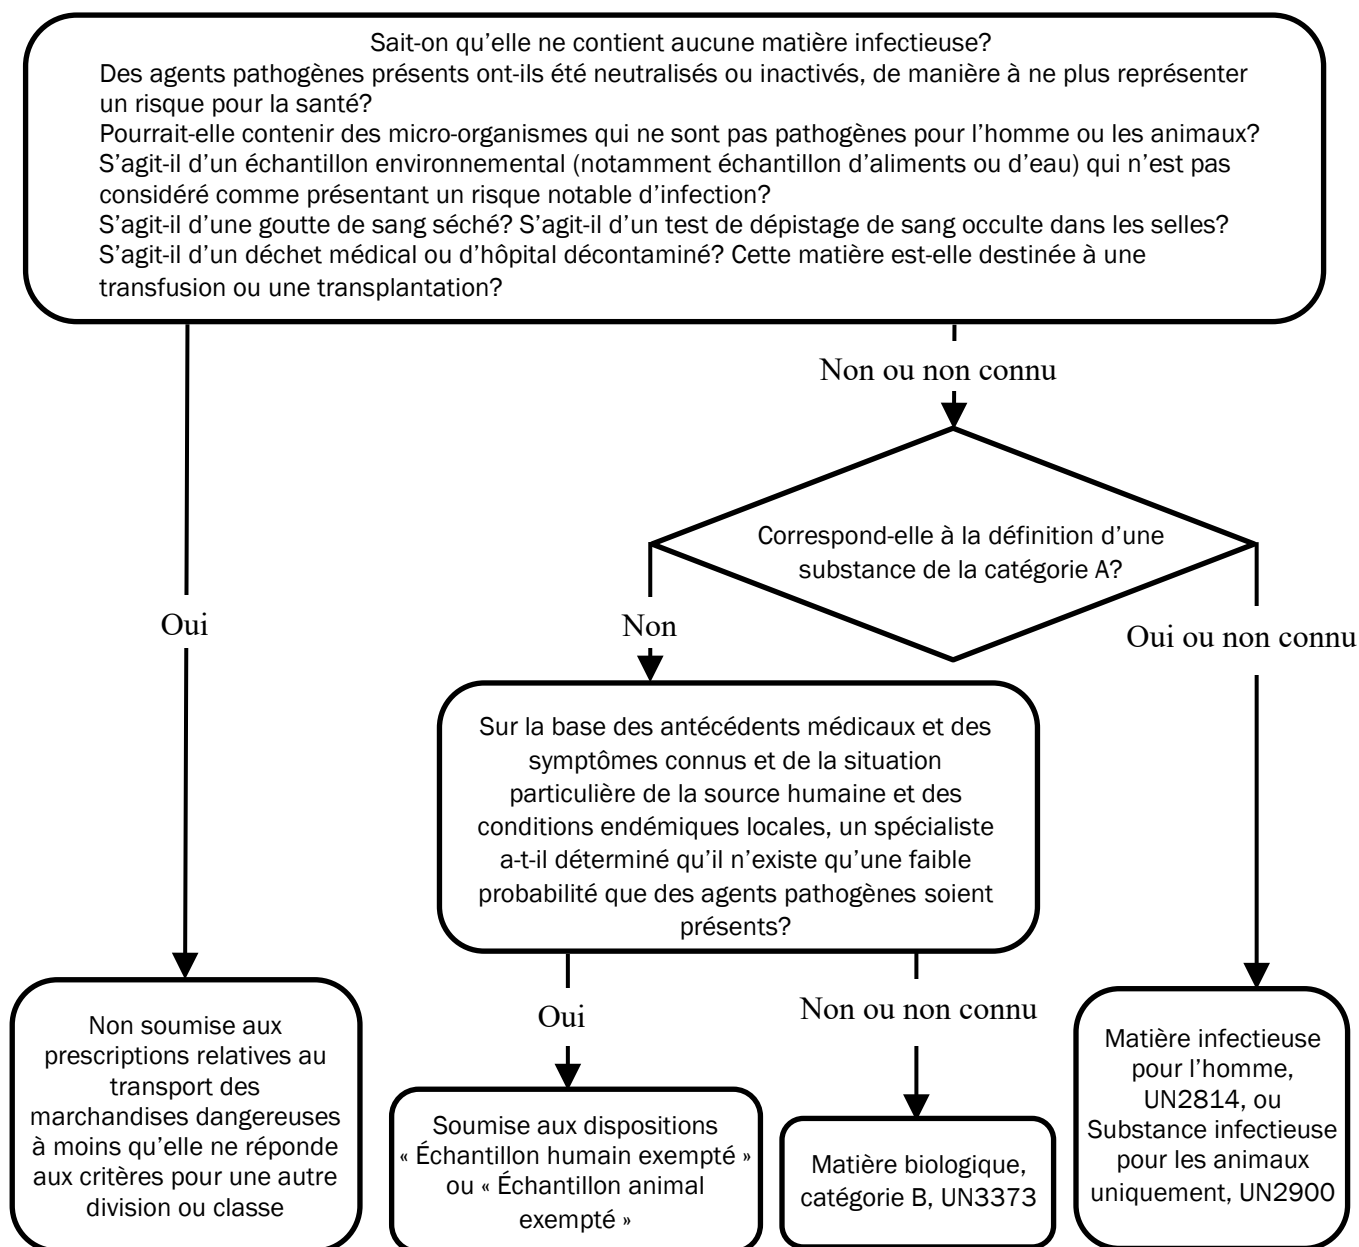 Sait-on qu’elle ne contient aucune matière infectieuse?
Des agents pathogènes présents ont-ils été neutralisés ou inactivés, de manière à ne plus représenter
un risque pour la santé?
Pourrait-elle contenir des micro-organismes qui ne sont pas pathogènes pour l’homme ou les animaux?
S’agit-il d’un échantillon environnemental (notamment échantillon d’aliments ou d’eau) qui n’est pas
considéré comme présentant un risque notable d’infection?
S’agit-il d’une goutte de sang séché? S’agit-il d’un test de dépistage de sang occulte dans les selles?
S’agit-il d’un déchet médical ou d’hôpital décontaminé? Cette matière est-elle destinée à une
transfusion ou une transplantation?
Non ou non connu
Correspond-elle à la définition d’une
substance de la catégorie A?
Oui
Non
Oui ou non connu
Sur la base des antécédents médicaux et des
symptômes connus et de la situation
particulière de la source humaine et des
conditions endémiques locales, un spécialiste
a-t-il déterminé qu’il n’existe qu’une faible
probabilité que des agents pathogènes soient
présents?
Oui
Non ou non connu
Non soumise aux
prescriptions relatives au
transport des
marchandises dangereuses
à moins qu’elle ne réponde
aux critères pour une autre
division ou classe
Soumise aux dispositions
« Échantillon humain exempté »
ou « Échantillon animal
exempté »
Matière biologique,
catégorie B, UN3373
Matière infectieuse
pour l’homme,
UN2814, ou
Substance infectieuse
pour les animaux
uniquement, UN2900